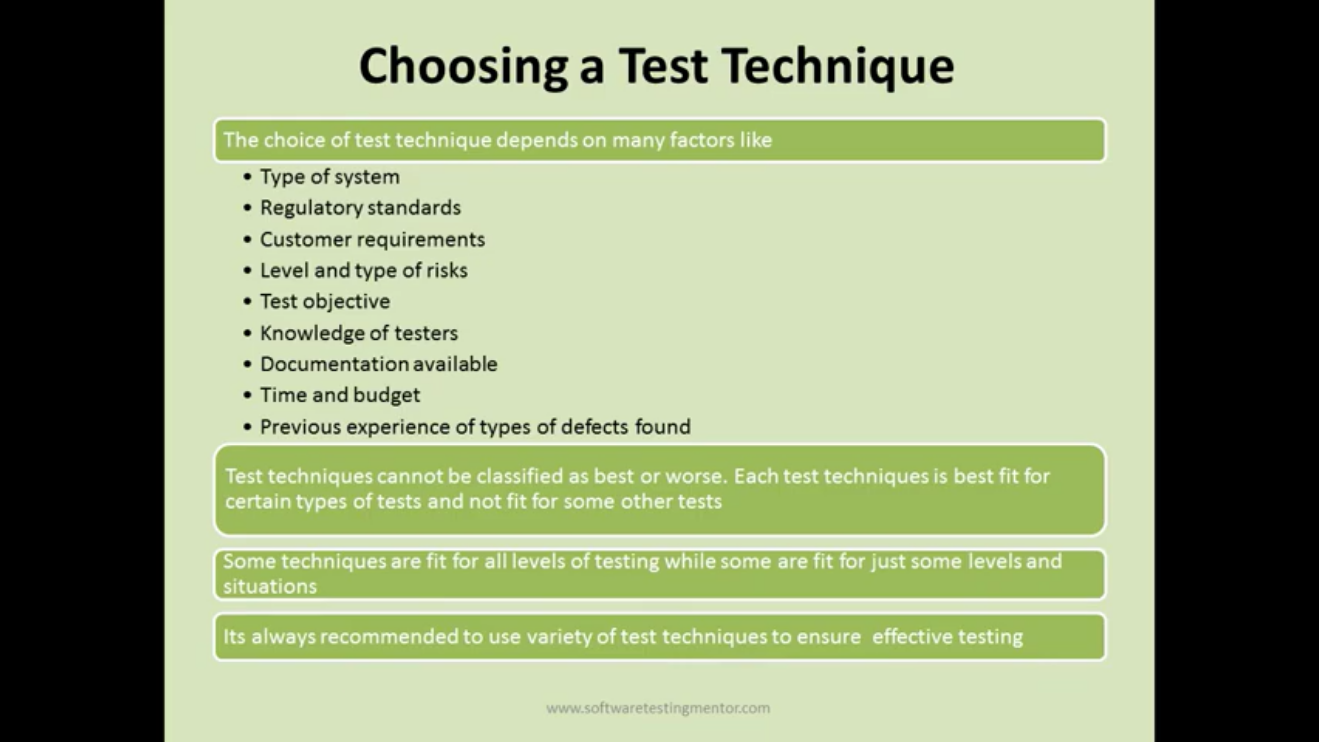 Choosing a Test Technique
The choice of test technique depends on many factors like
• Type of system
• Regulatory standards
• Customer requirements
• Level and type of risks
• Test objective
• Knowledge of testers
• Documentation available
• Time and budget
• Previous experience of types of defects found
Test techniques cannot be classified as best or worse. Each test techniques is best fit for
certain types of tests and not fit for some other tests
Some techniques are fit for all levels of testing while some are fit for just some levels and
situations
Its always recommended to use variety of test techniques to ensure  effective testing
www.softwaretestingmentor.com